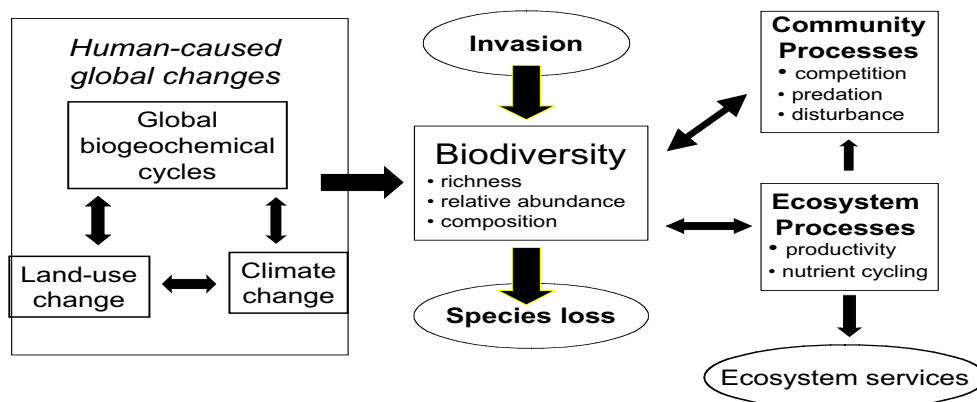 Human-caused
global changes
Global
biogeochemical
cycles
Land-use
change
Climate
change
Invasion
Biodiversity
• richness
• relative abundance
• composition
Species loss
Community
Processes
• competition
• predation
• disturbance
Ecosystem
Processes
• productivity
• nutrient cycling
Ecosystem services